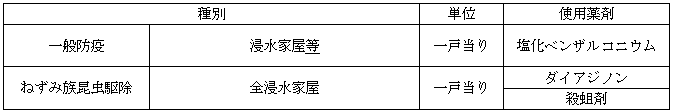 種別 単位 使用薬剤
一般防疫 浸水家屋等 一戸当り 塩化ベンザルコニウム
ねずみ族昆虫駆除 全浸水家屋 一戸当り ダイアジノン
殺蛆剤